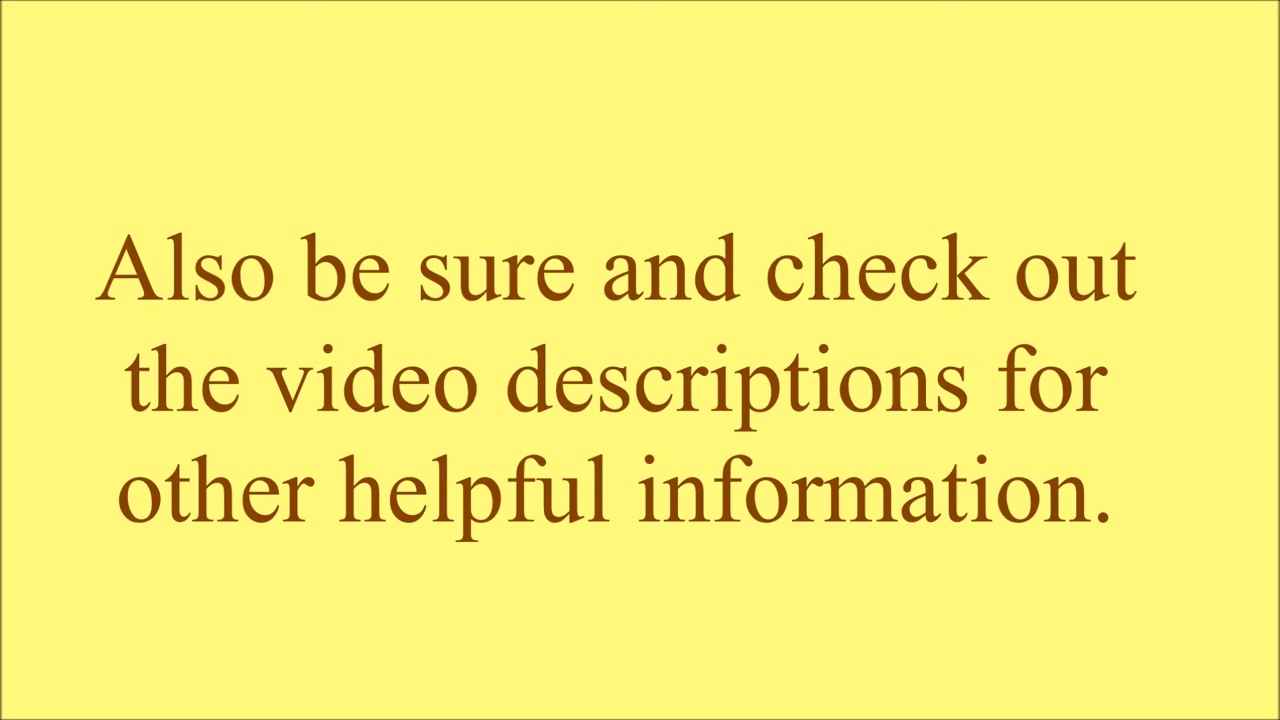 Also be sure and check out
the video descriptions for
other helpful information.